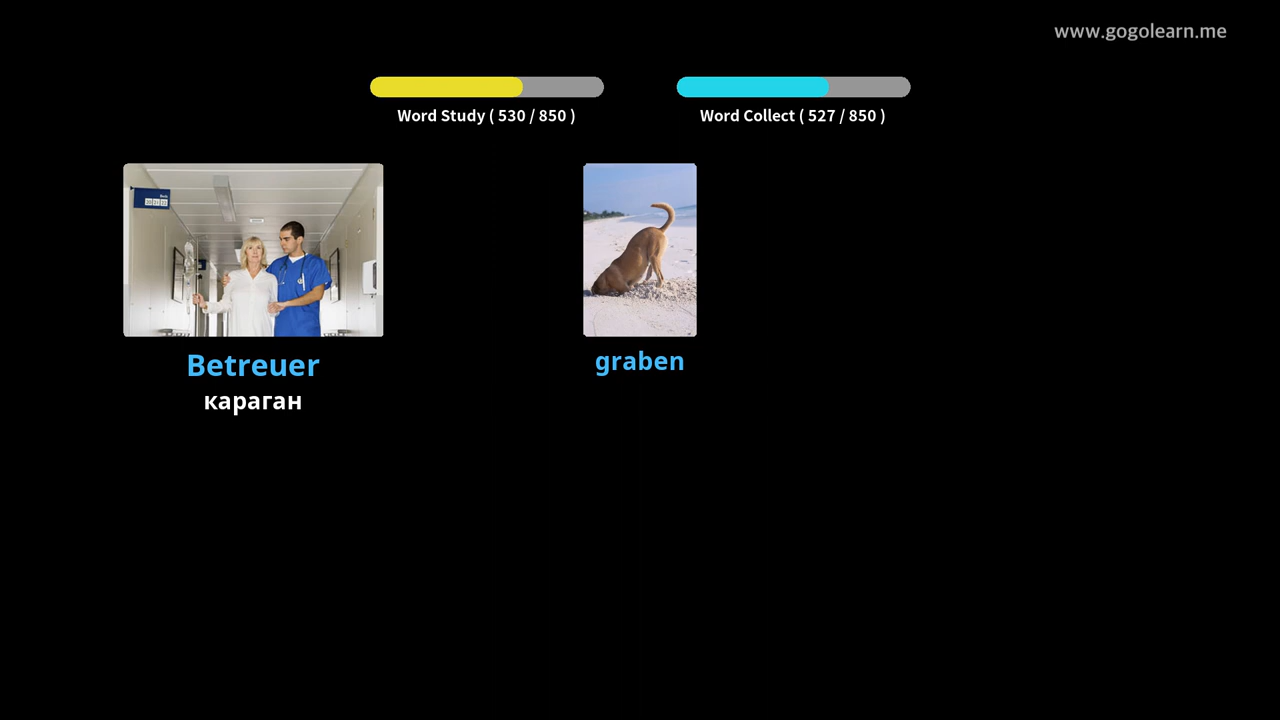 www.gogolearn.me
Word Study ( 530 / 850 )
Word Collect ( 527 / 850 )
Betreuer
караган
graben